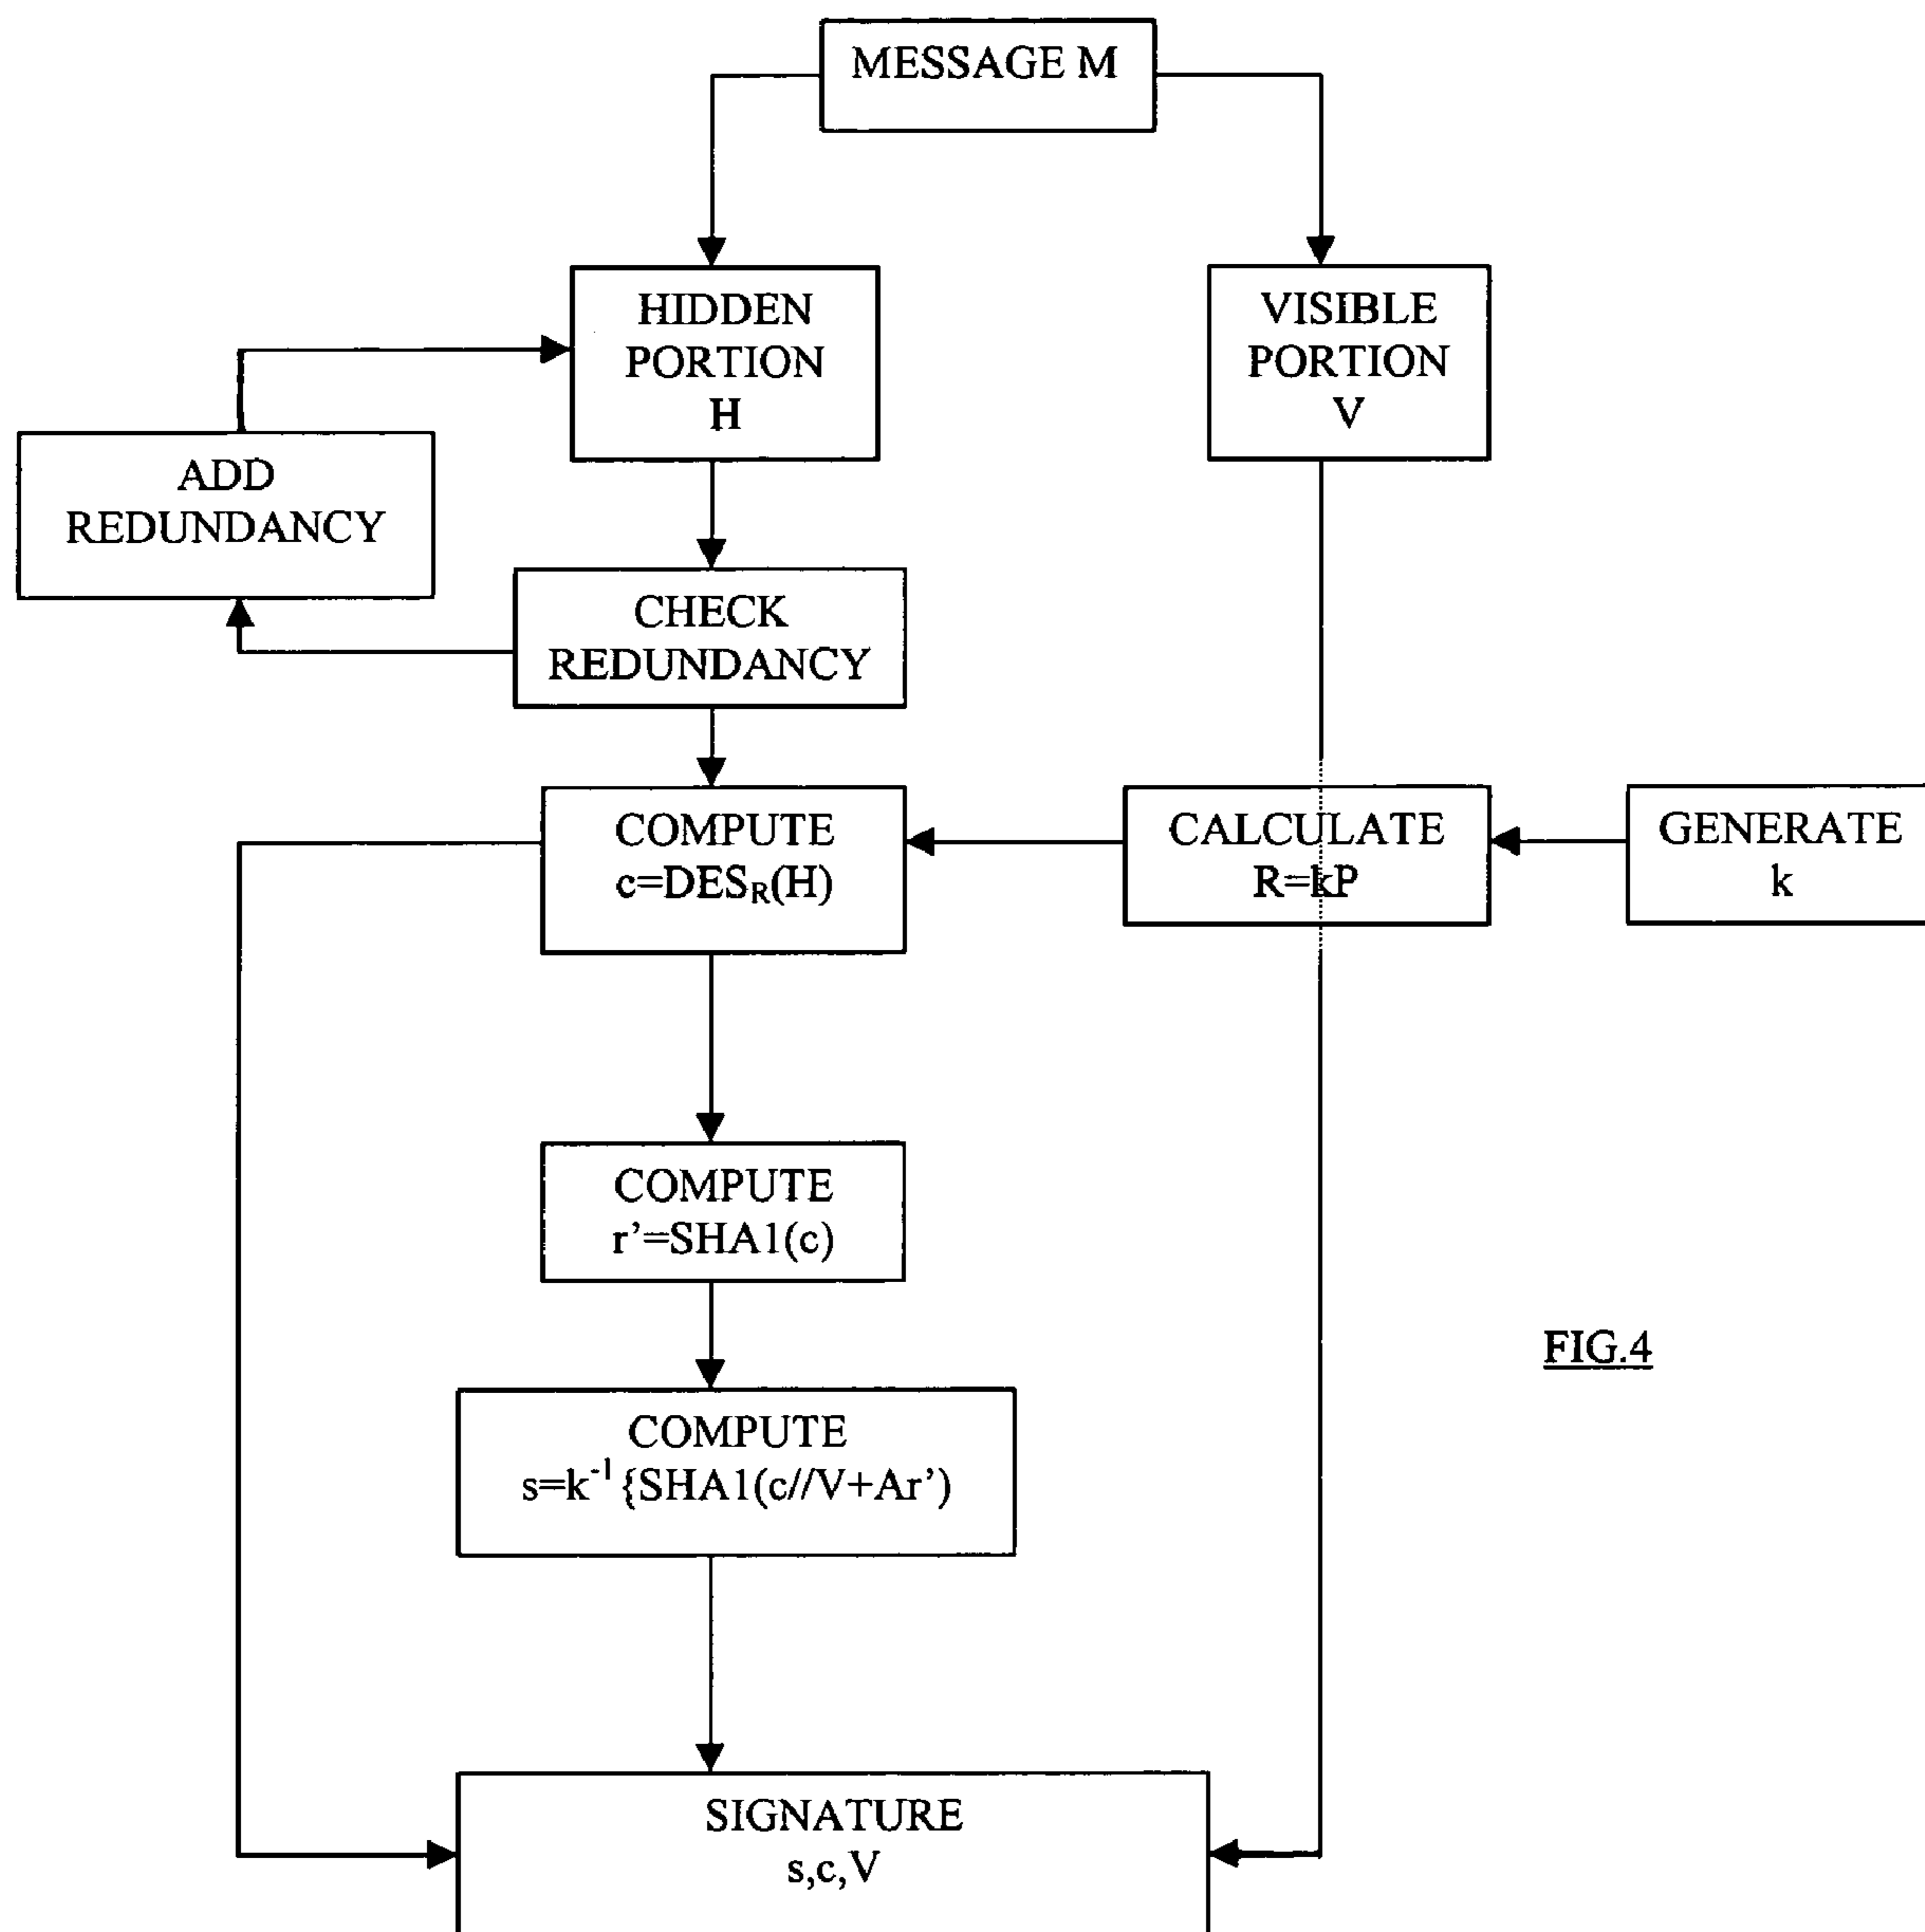 MESSAGE M
HIDDEN
PORTION
H
VISIBLE
PORTION
V
ADD
REDUNDANCY
CHECK
REDUNDANCY
COMPUTE
c=DES_R(H)
CALCULATE
R=kP
GENERATE
k
COMPUTE
r’=SHA1(c)
FIG.4
COMPUTE
s=k⁻¹{SHA1(c//V+Ar’)
SIGNATURE
s,c,V